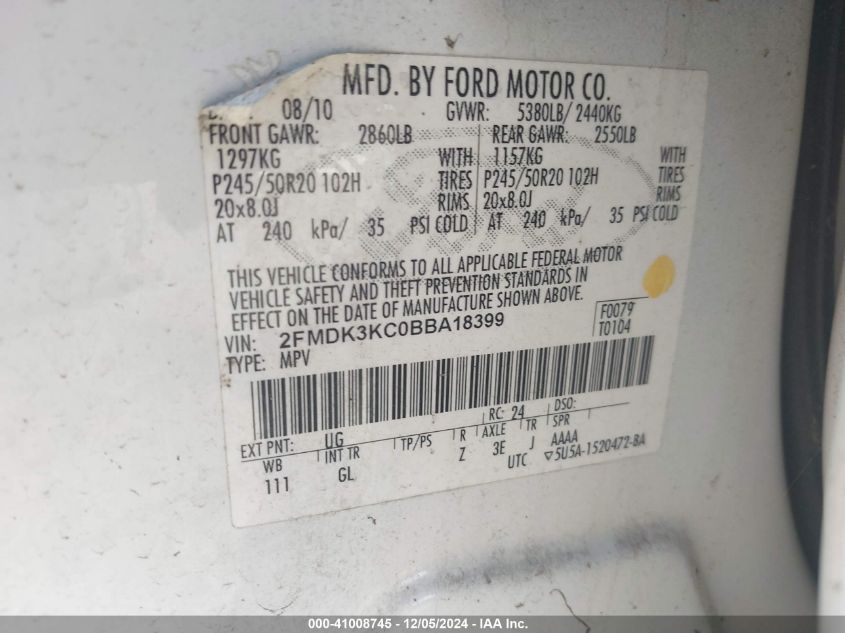 MFD. BY FORD MOTOR CO.
08/10 GVWR: 5380LB/ 2440KG
FRONT GAWR: 2860LB REAR GAWR: 2550LB
1297KG WITH 1157KG WITH
P245/50R20 102H TIRES P245/50R20 102H TIRES
20x8.0J RIMS 20x8.0J RIMS
AT 240 kPa/ 35 PSI COLD AT 240 kPa/ 35 PSI COLD
THIS VEHICLE CONFORMS TO ALL APPLICABLE FEDERAL MOTOR
VEHICLE SAFETY AND THEFT PREVENTION STANDARDS IN
EFFECT ON THE DATE OF MANUFACTURE SHOWN ABOVE.
VIN: 2FMDK3KC0BBA18399 F0079
TYPE: MPV T0104
EXT PNT: UG RC: 24 DSO:
WB INT TR TP/PS R AXLE TR SPR
111 GL Z 3E J AAAA
UTC ▽5U5A-1520472-BA
000-41008745 - 12/05/2024 - IAA Inc.